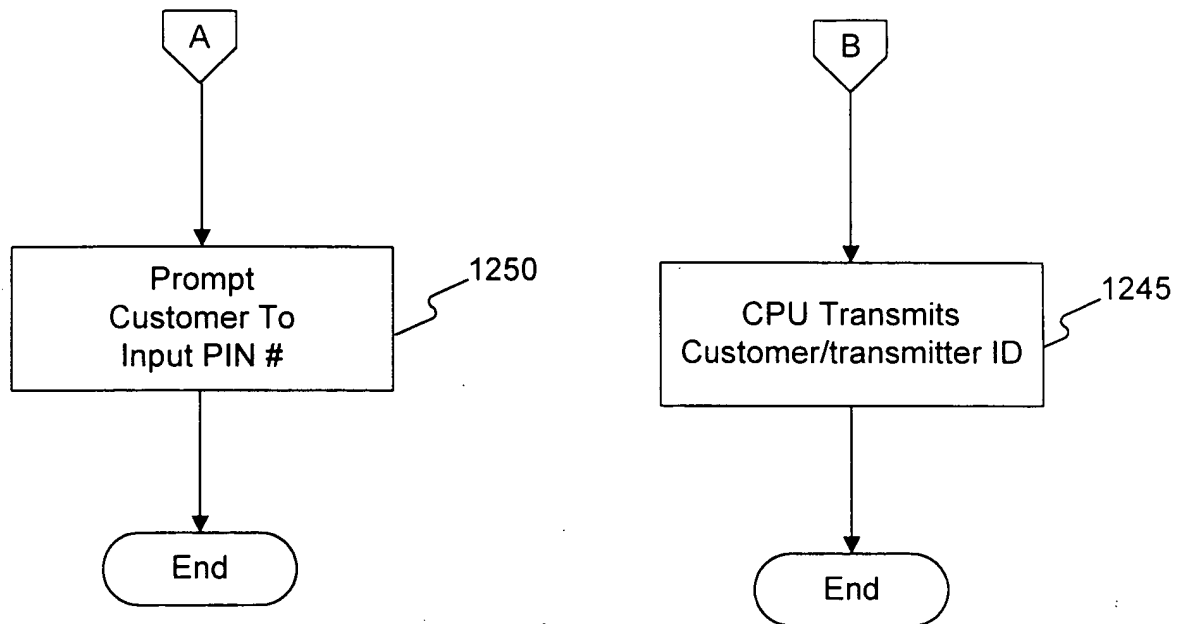 A
Prompt
Customer To
Input PIN #
1250
End
B
CPU Transmits
Customer/transmitter ID
1245
End